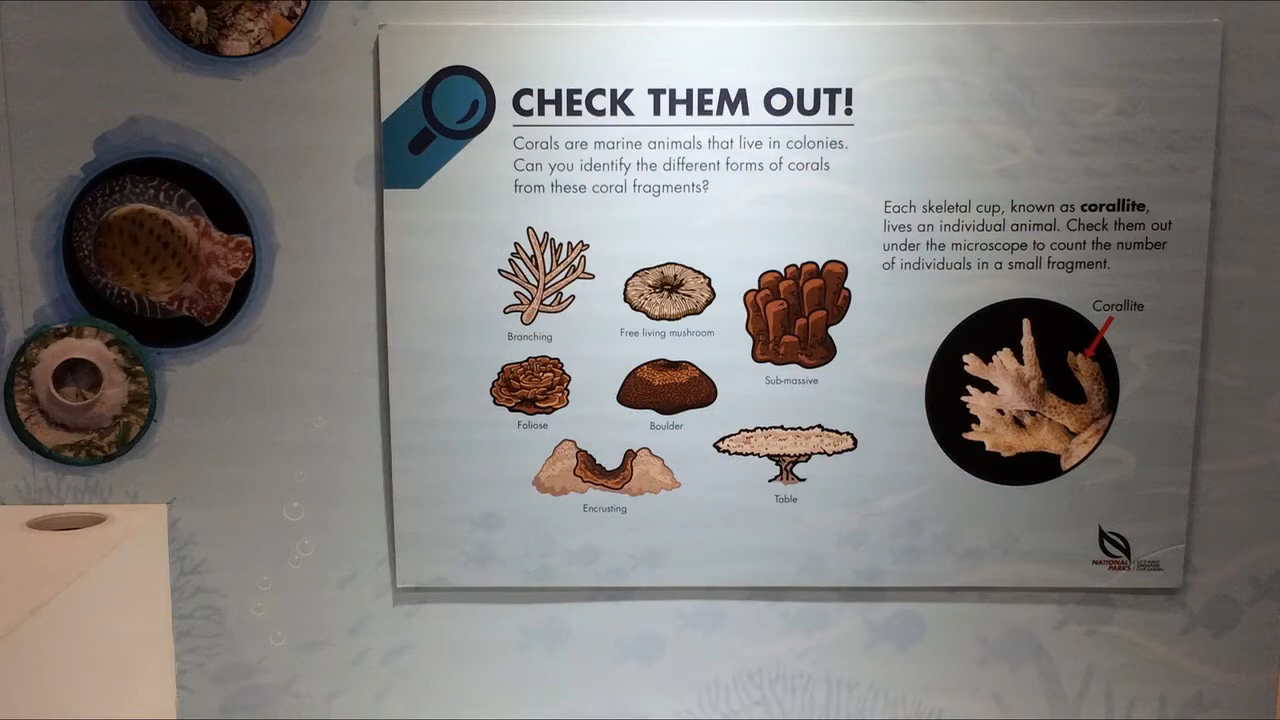 CHECK THEM OUT!
Corals are marine animals that live in colonies.
Can you identify the different forms of corals
from these coral fragments?
Each skeletal cup, known as corallite,
lives an individual animal. Check them out
under the microscope to count the number
of individuals in a small fragment.
Corallite
Branching
Free living mushroom
Sub-massive
Foliose
Boulder
Encrusting
Table
NATIONAL
PARKS